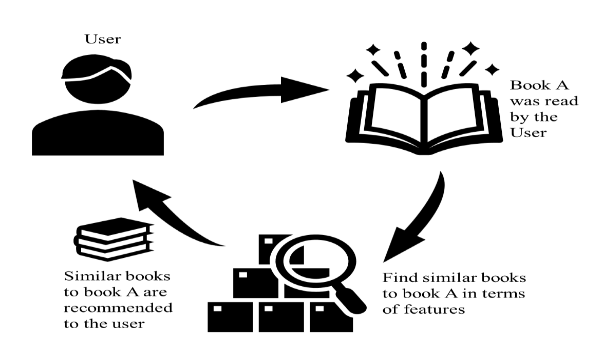 User
Book A
was read
by the
User
Find similar books
to book A in terms
of features
Similar books
to book A are
recommended
to the user